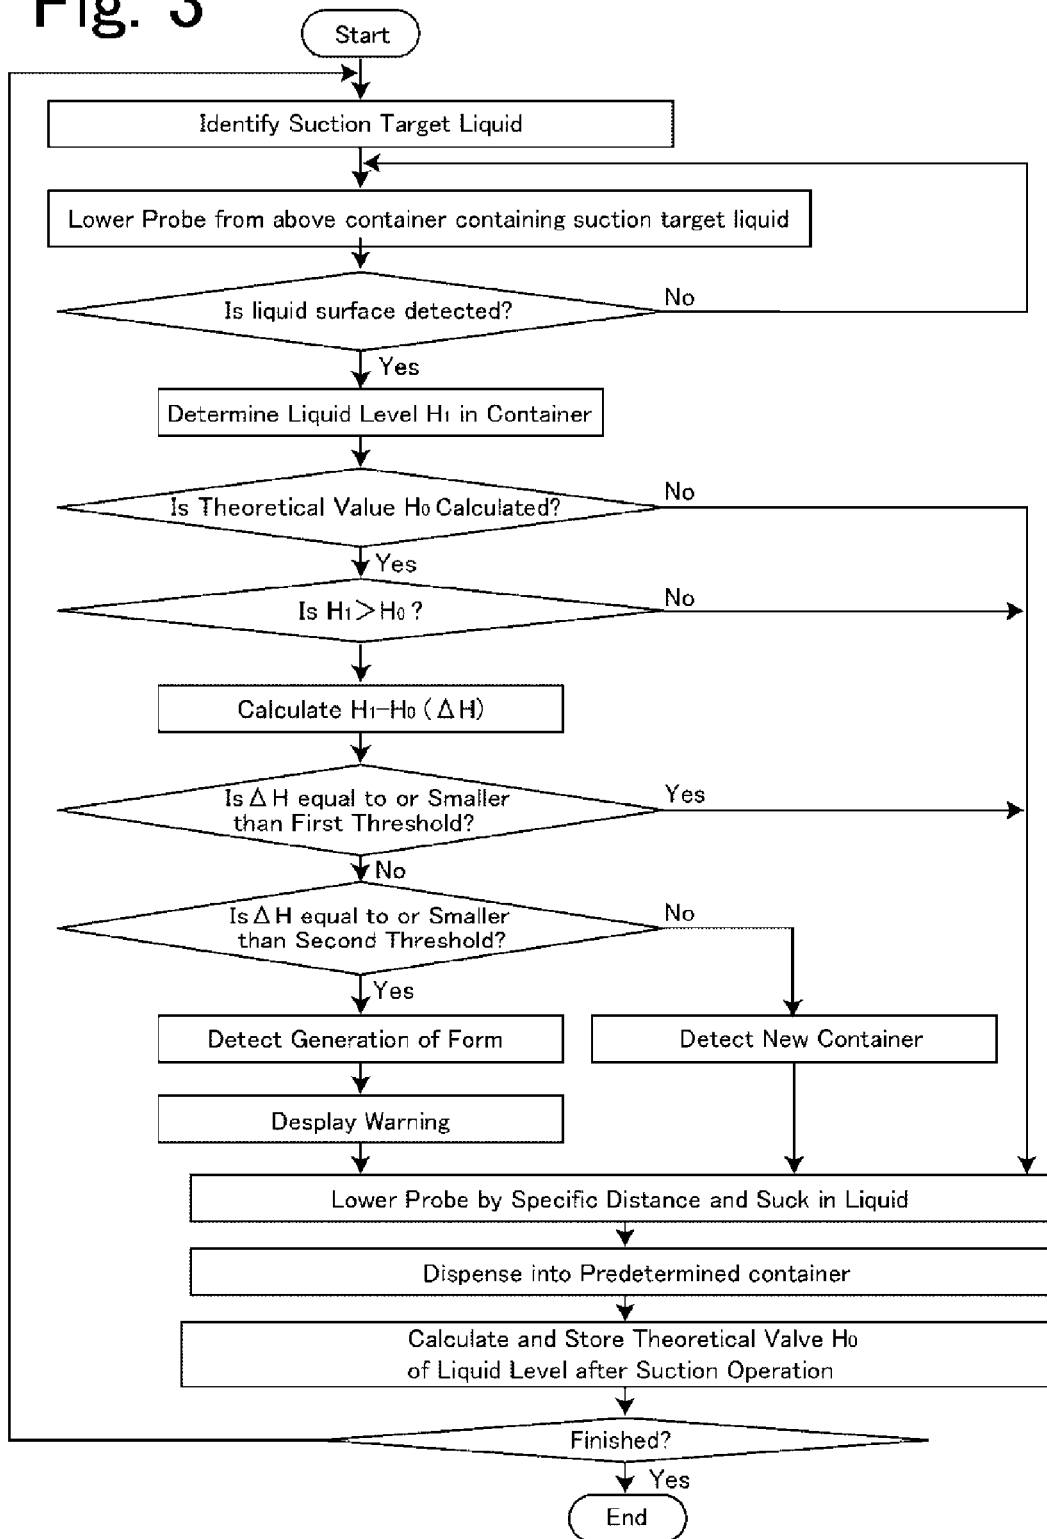 Fig. 3
Start
Identify Suction Target Liquid
Lower Probe from above container containing suction target liquid
Is liquid surface detected?
No
Yes
Determine Liquid Level H1 in Container
Is Theoretical Value H0 Calculated?
No
Yes
Is H1>H0 ?
No
Calculate H1-H0 (ΔH)
Is ΔH equal to or Smaller
than First Threshold?
Yes
No
Is ΔH equal to or Smaller
than Second Threshold?
No
Yes
Detect Generation of Form
Detect New Container
Desplay Warning
Lower Probe by Specific Distance and Suck in Liquid
Dispense into Predetermined container
Calculate and Store Theoretical Valve H0
of Liquid Level after Suction Operation
Finished?
Yes
End